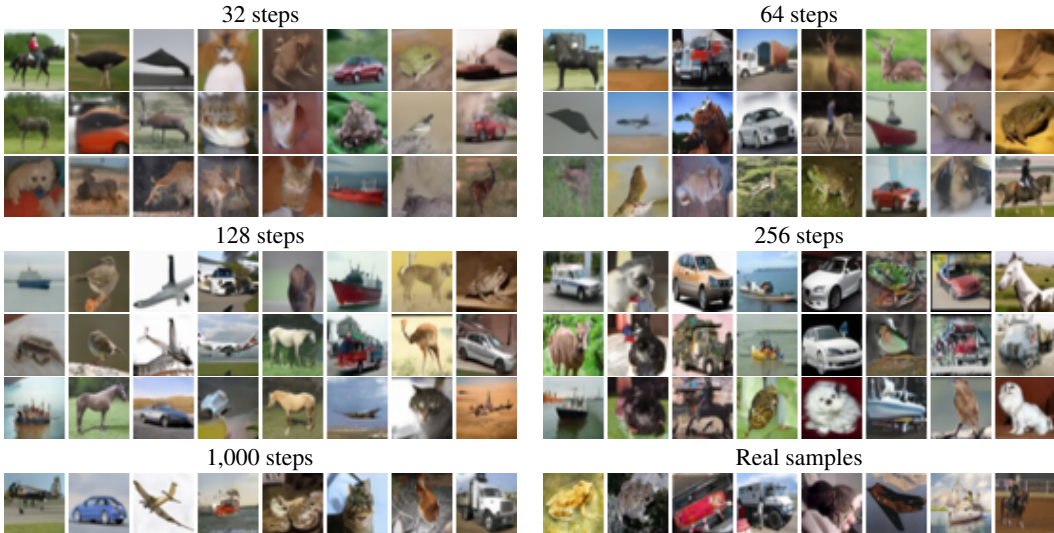 32 steps
64 steps
128 steps
256 steps
1,000 steps
Real samples